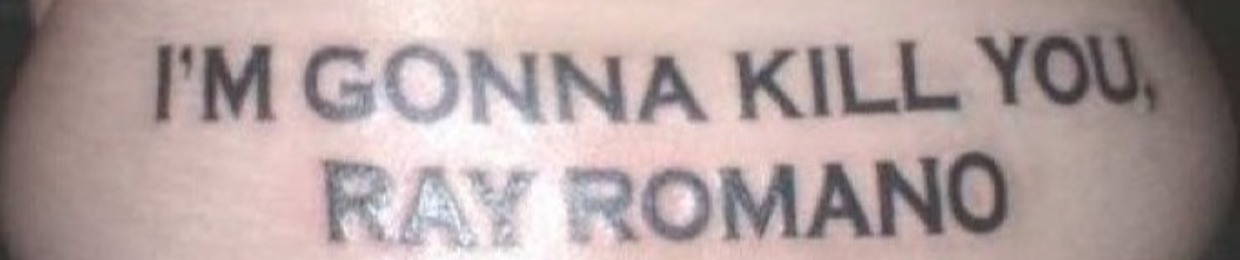 I'M GONNA KILL YOU,
RAY ROMANO